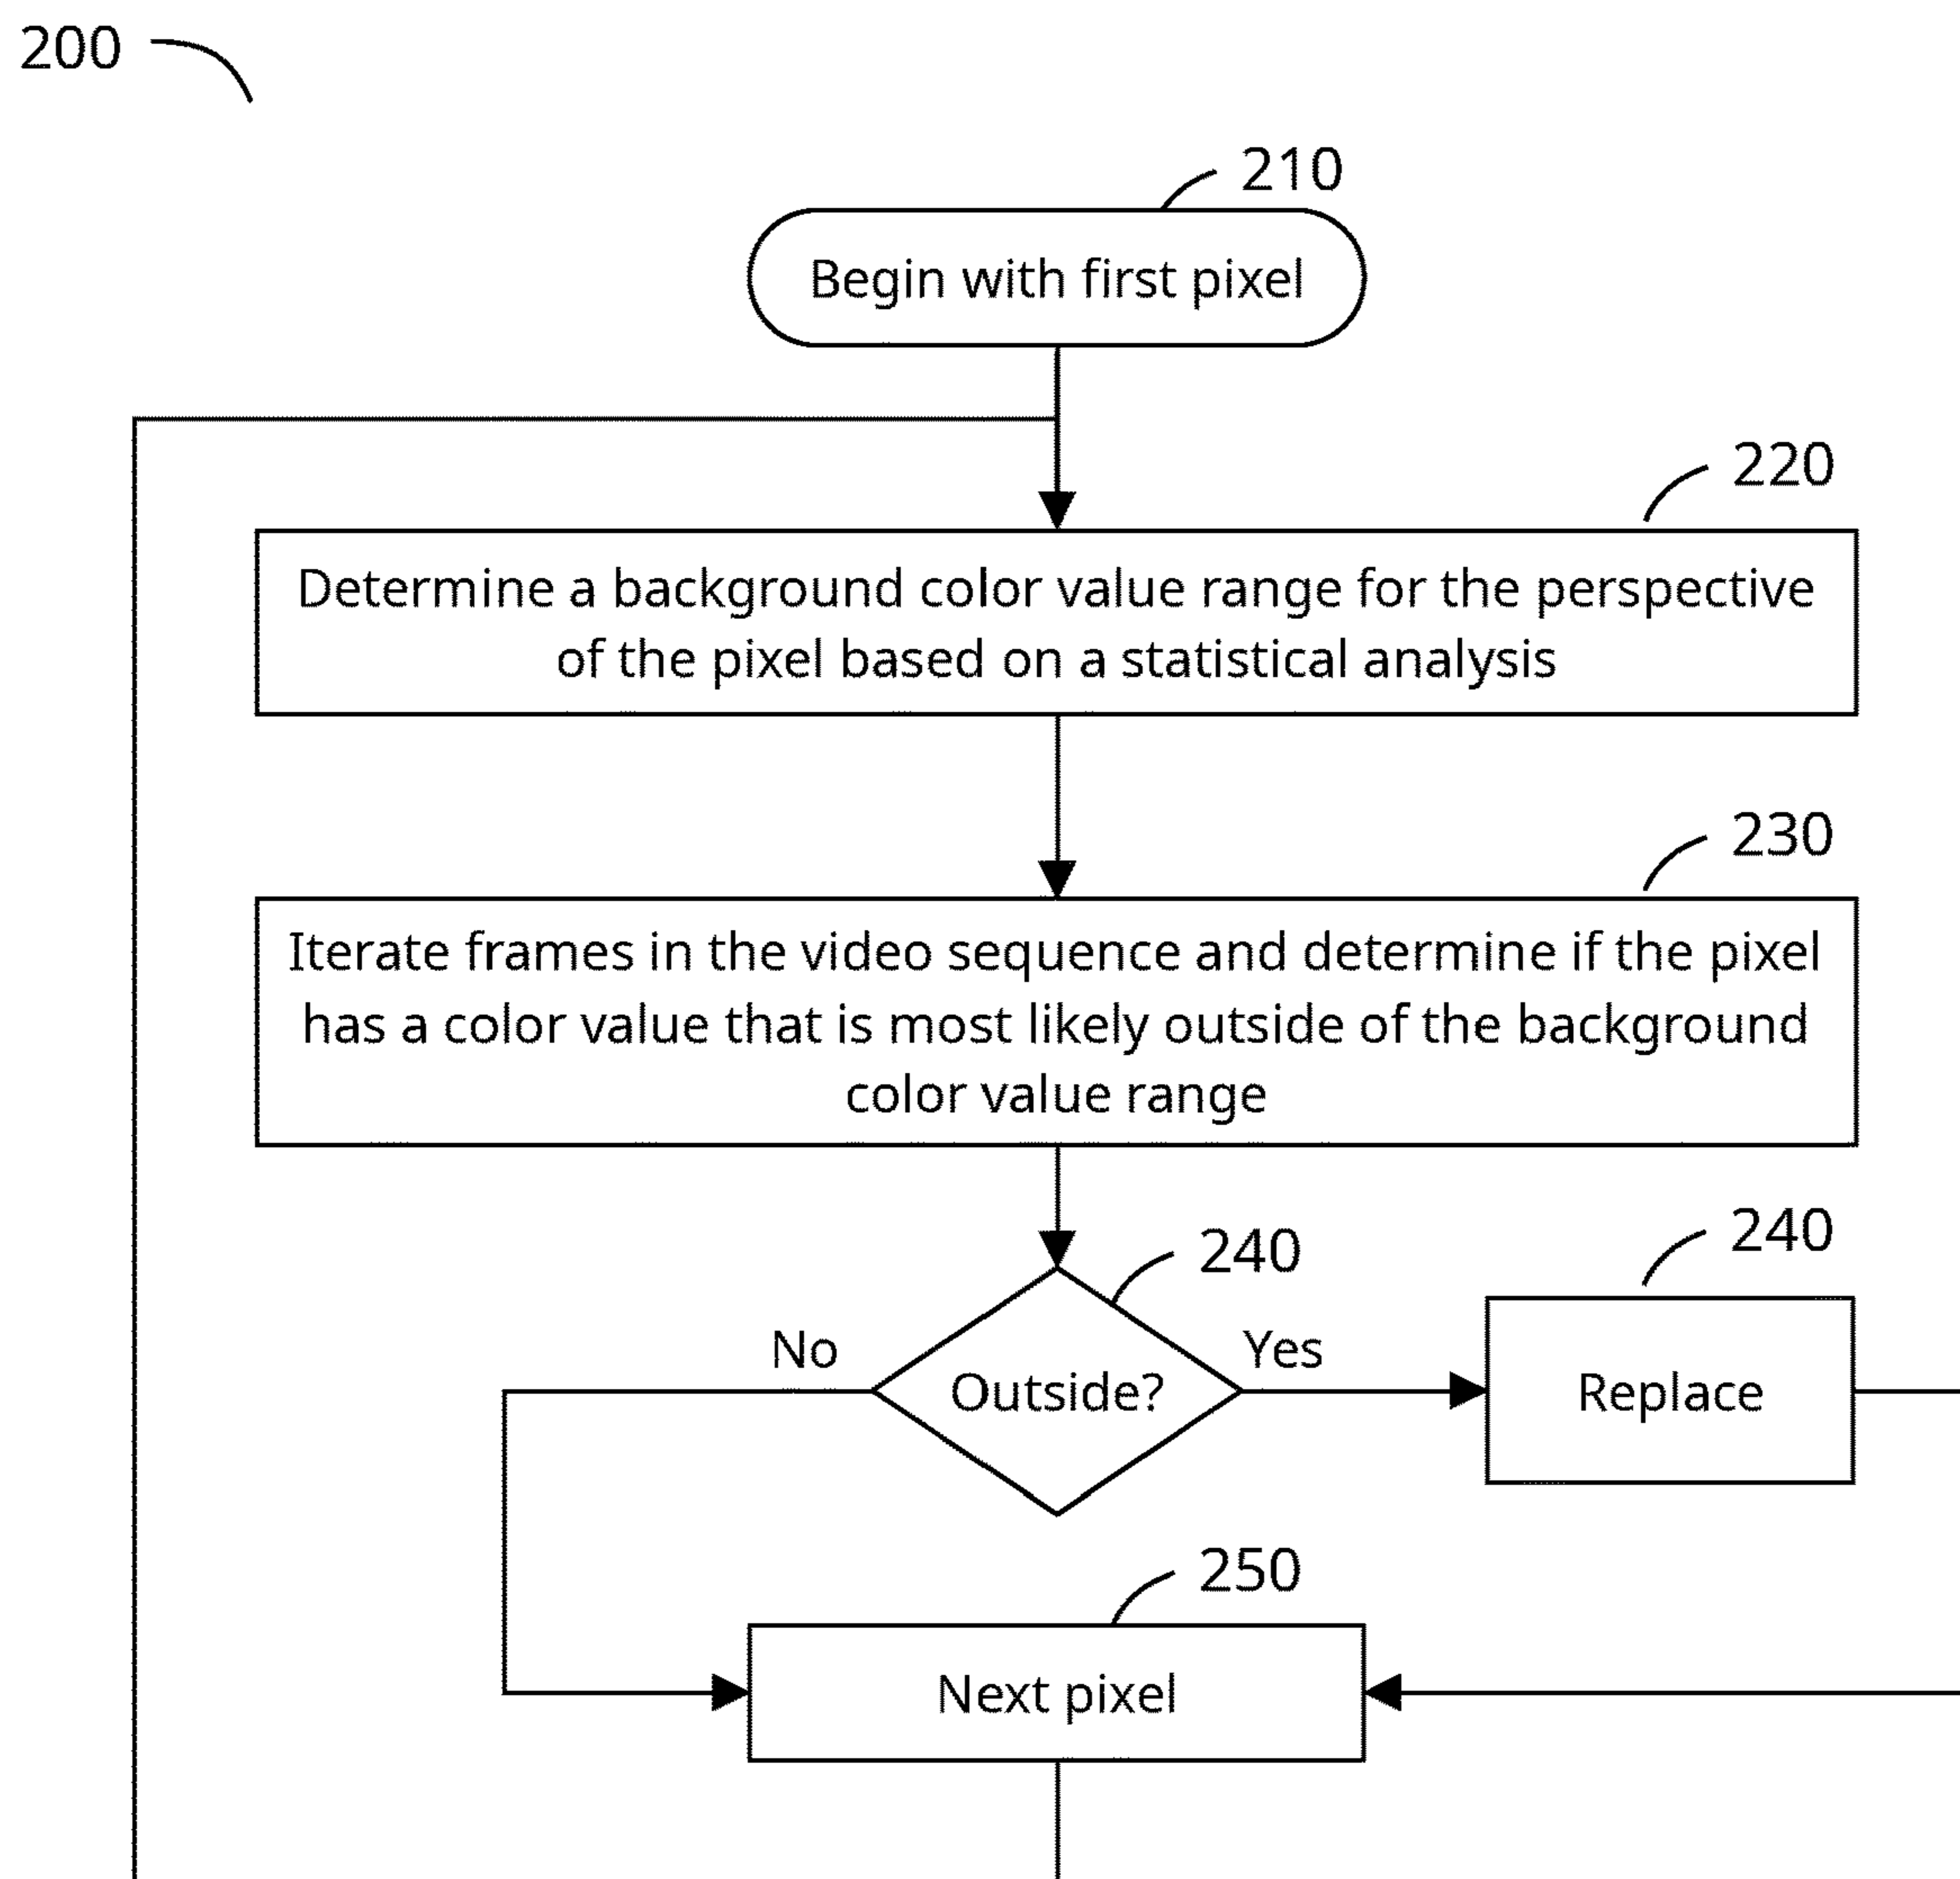 200
210
Begin with first pixel
220
Determine a background color value range for the perspective
of the pixel based on a statistical analysis
230
Iterate frames in the video sequence and determine if the pixel
has a color value that is most likely outside of the background
color value range
240
240
No
Yes
Outside?
Replace
250
Next pixel